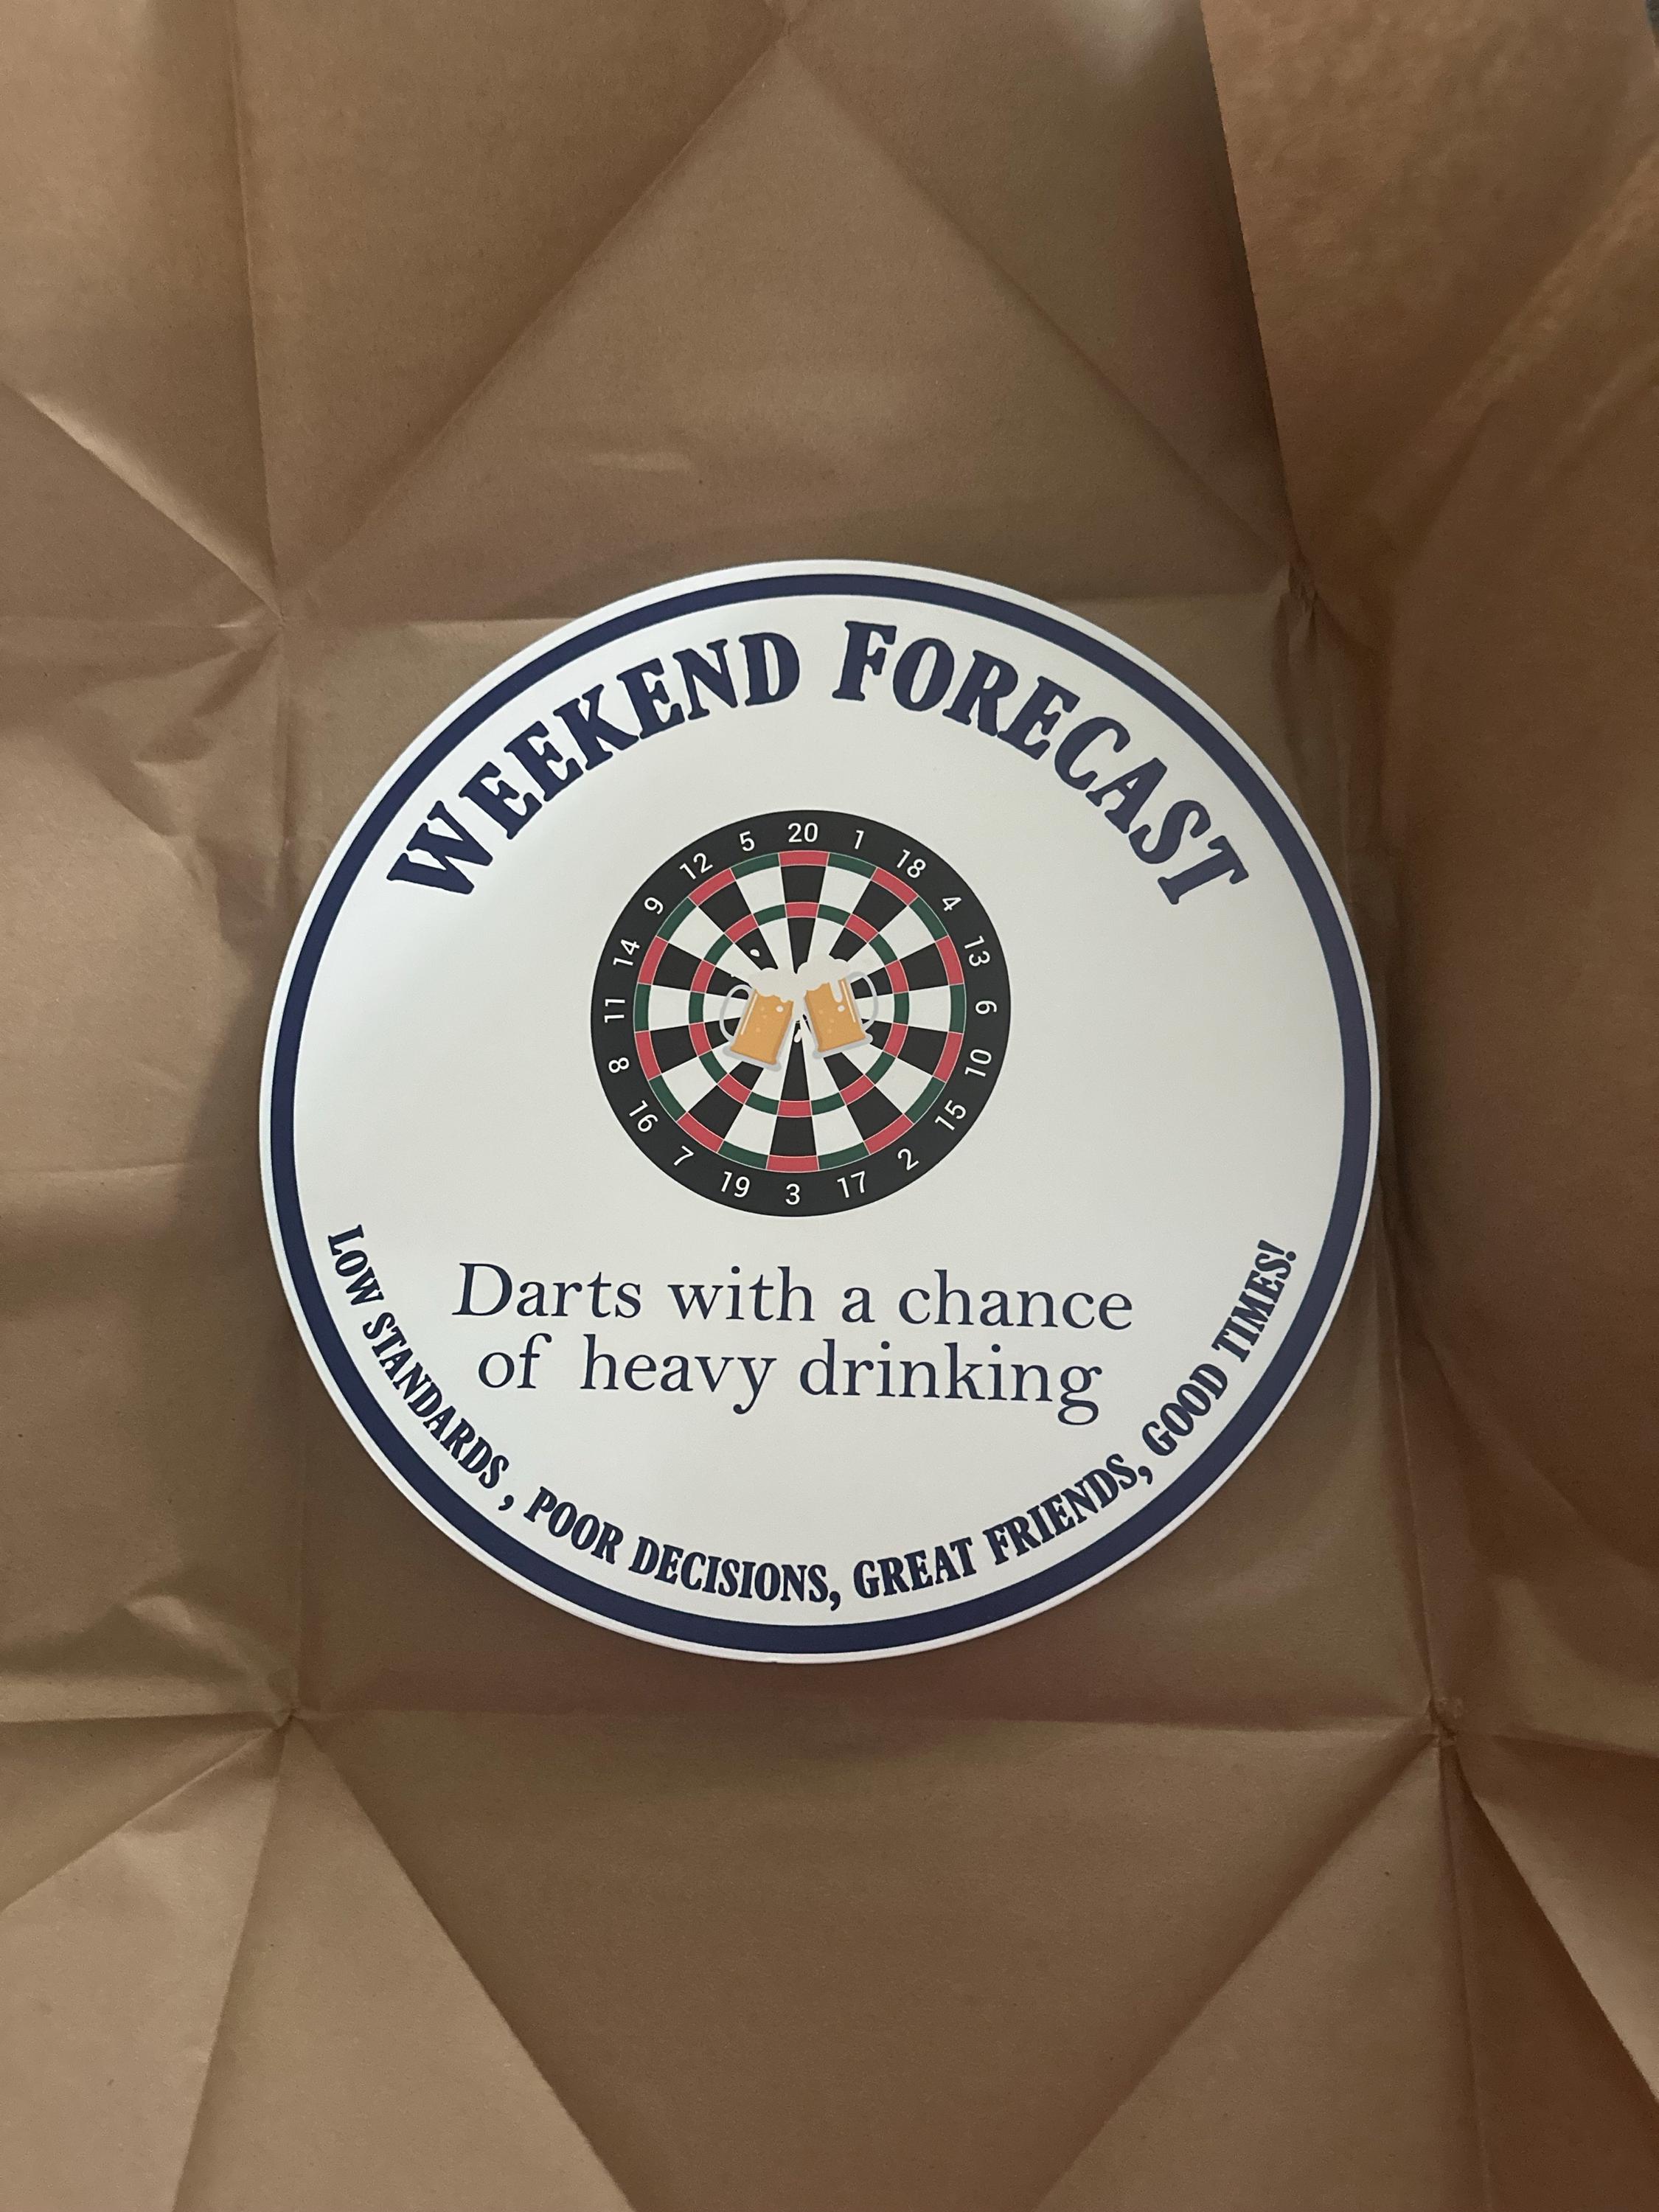 WEEKEND FORECAST
20 1 18 4 13 6 10 15 2 17 3 19 7 16 8 11 14 9 12 5
Darts with a chance
of heavy drinking
LOW STANDARDS , POOR DECISIONS, GREAT FRIENDS, GOOD TIMES!